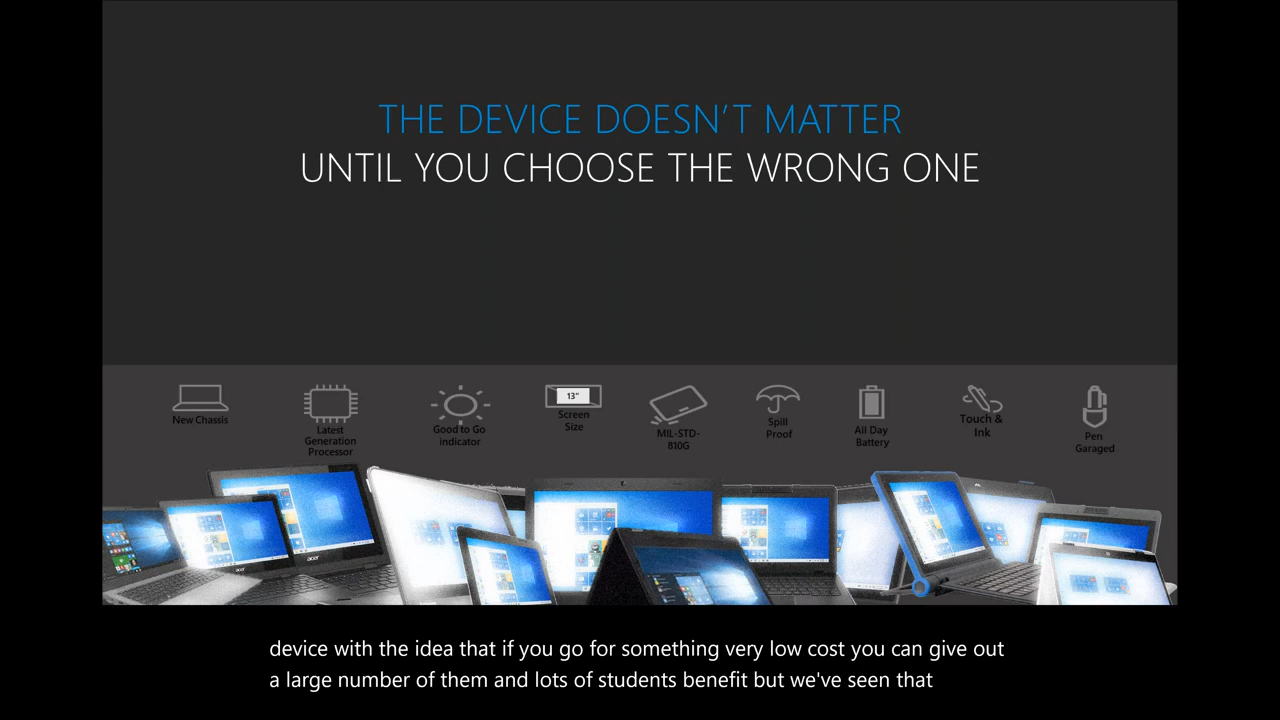 THE DEVICE DOESN'T MATTER
UNTIL YOU CHOOSE THE WRONG ONE
New Chassis
Latest
Generation
Processor
Good to Go
indicator
13"
Screen
Size
MIL-STD-
810G
Spill
Proof
All Day
Battery
Touch &
Ink
Pen
Garaged
acer
acer
device with the idea that if you go for something very low cost you can give out
a large number of them and lots of students benefit but we've seen that